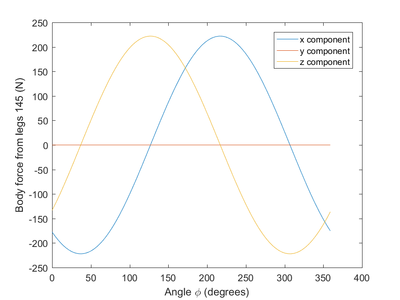 250
200
150
100
50
0
-50
-100
-150
-200
-250
0 50 100 150 200 250 300 350 400
Body force from legs 145 (N)
Angle ϕ (degrees)
x component
y component
z component